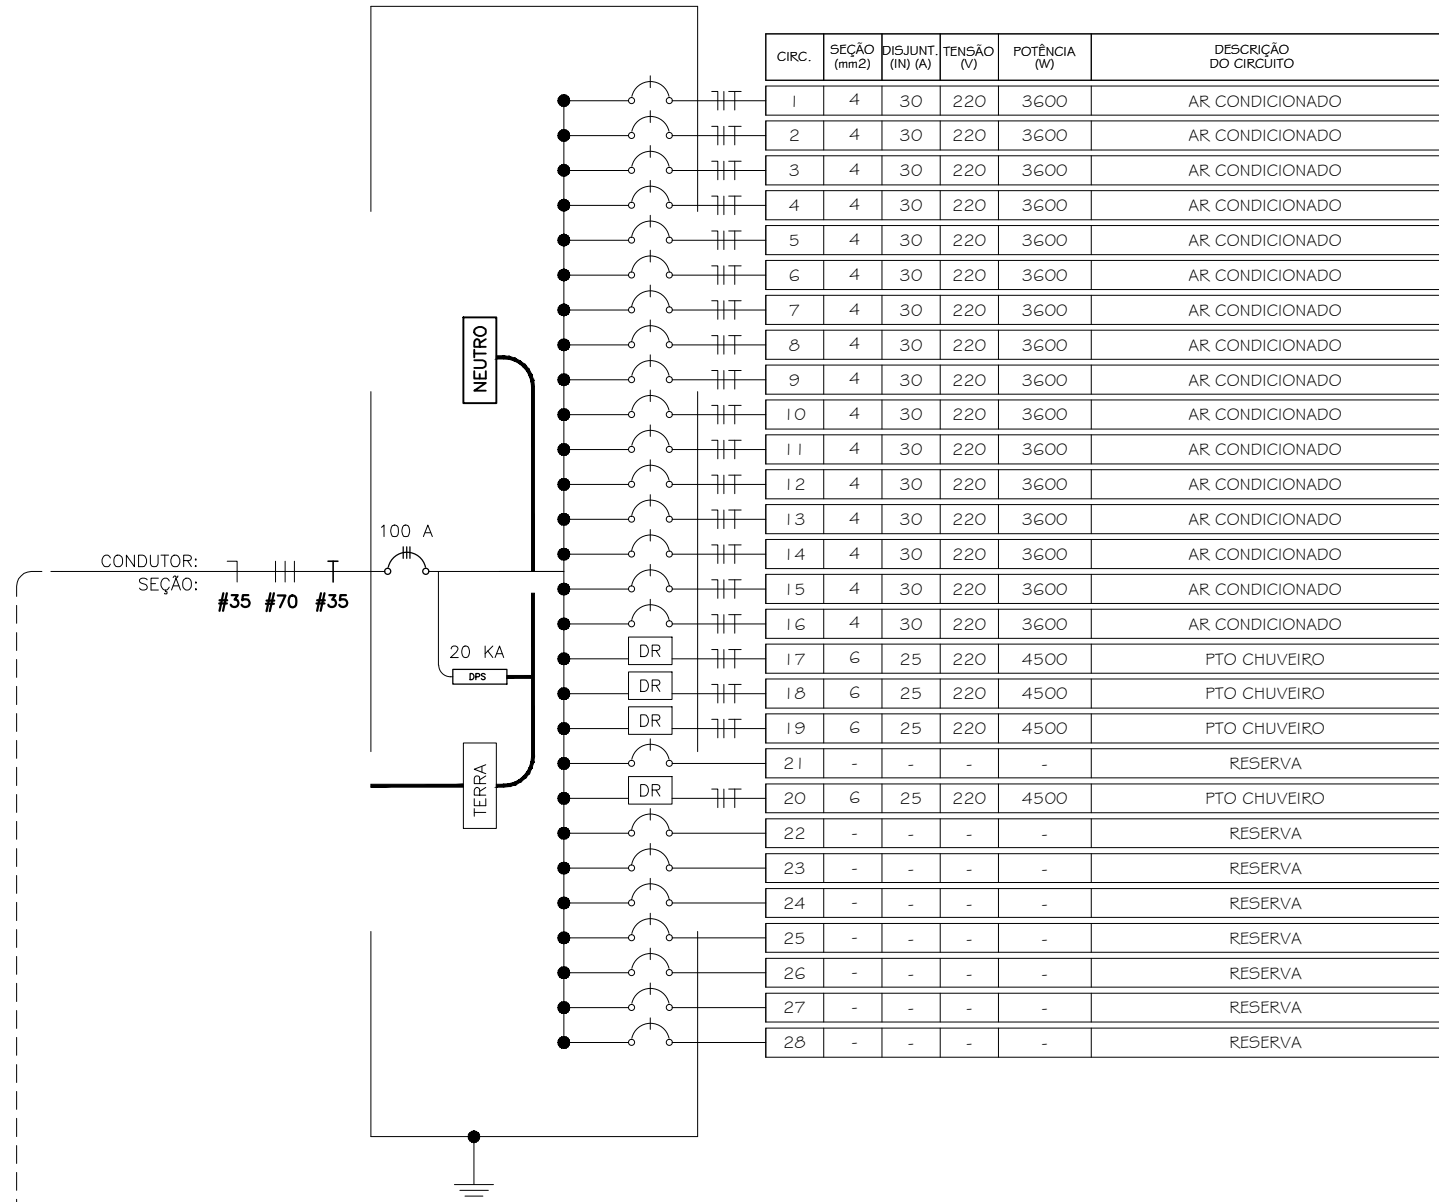 CIRC. SEÇÃO (mm2) DISJUNT. (IN) (A) TENSÃO (V) POTÊNCIA (W) DESCRIÇÃO DO CIRCUITO
1 4 30 220 3600 AR CONDICIONADO
2 4 30 220 3600 AR CONDICIONADO
3 4 30 220 3600 AR CONDICIONADO
4 4 30 220 3600 AR CONDICIONADO
5 4 30 220 3600 AR CONDICIONADO
6 4 30 220 3600 AR CONDICIONADO
7 4 30 220 3600 AR CONDICIONADO
8 4 30 220 3600 AR CONDICIONADO
9 4 30 220 3600 AR CONDICIONADO
10 4 30 220 3600 AR CONDICIONADO
11 4 30 220 3600 AR CONDICIONADO
12 4 30 220 3600 AR CONDICIONADO
13 4 30 220 3600 AR CONDICIONADO
14 4 30 220 3600 AR CONDICIONADO
15 4 30 220 3600 AR CONDICIONADO
16 4 30 220 3600 AR CONDICIONADO
DR 17 6 25 220 4500 PTO CHUVEIRO
DR 18 6 25 220 4500 PTO CHUVEIRO
DR 19 6 25 220 4500 PTO CHUVEIRO
21 - - - - RESERVA
DR 20 6 25 220 4500 PTO CHUVEIRO
22 - - - - RESERVA
23 - - - - RESERVA
24 - - - - RESERVA
25 - - - - RESERVA
26 - - - - RESERVA
27 - - - - RESERVA
28 - - - - RESERVA
NEUTRO
100 A
CONDUTOR:
SEÇÃO:
#35 #70 #35
20 KA
DPS
TERRA